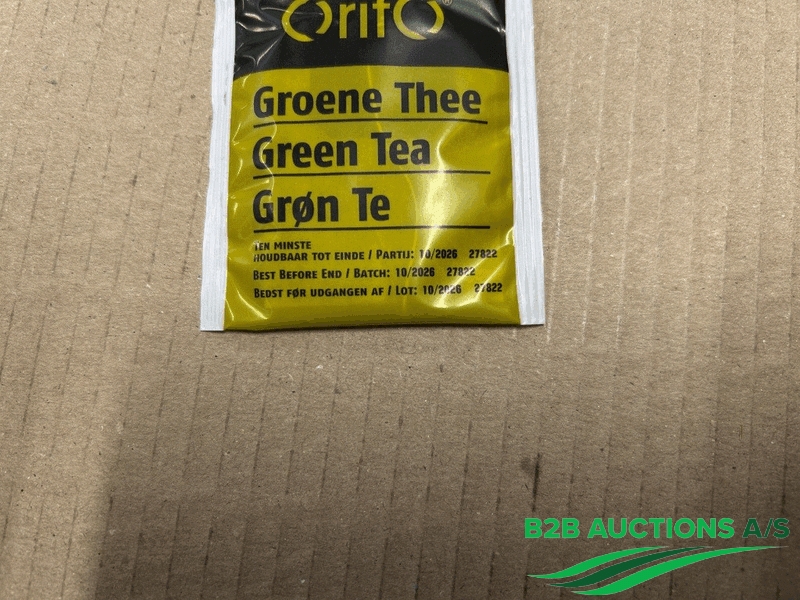 OrifO®
Groene Thee
Green Tea
Grøn Te
TEN MINSTE
HOUDBAAR TOT EINDE / PARTIJ: 10/2026 27822
BEST BEFORE END / BATCH: 10/2026 27822
BEDST FØR UDGANGEN AF / LOT: 10/2026 27822
B2B AUCTIONS A/S